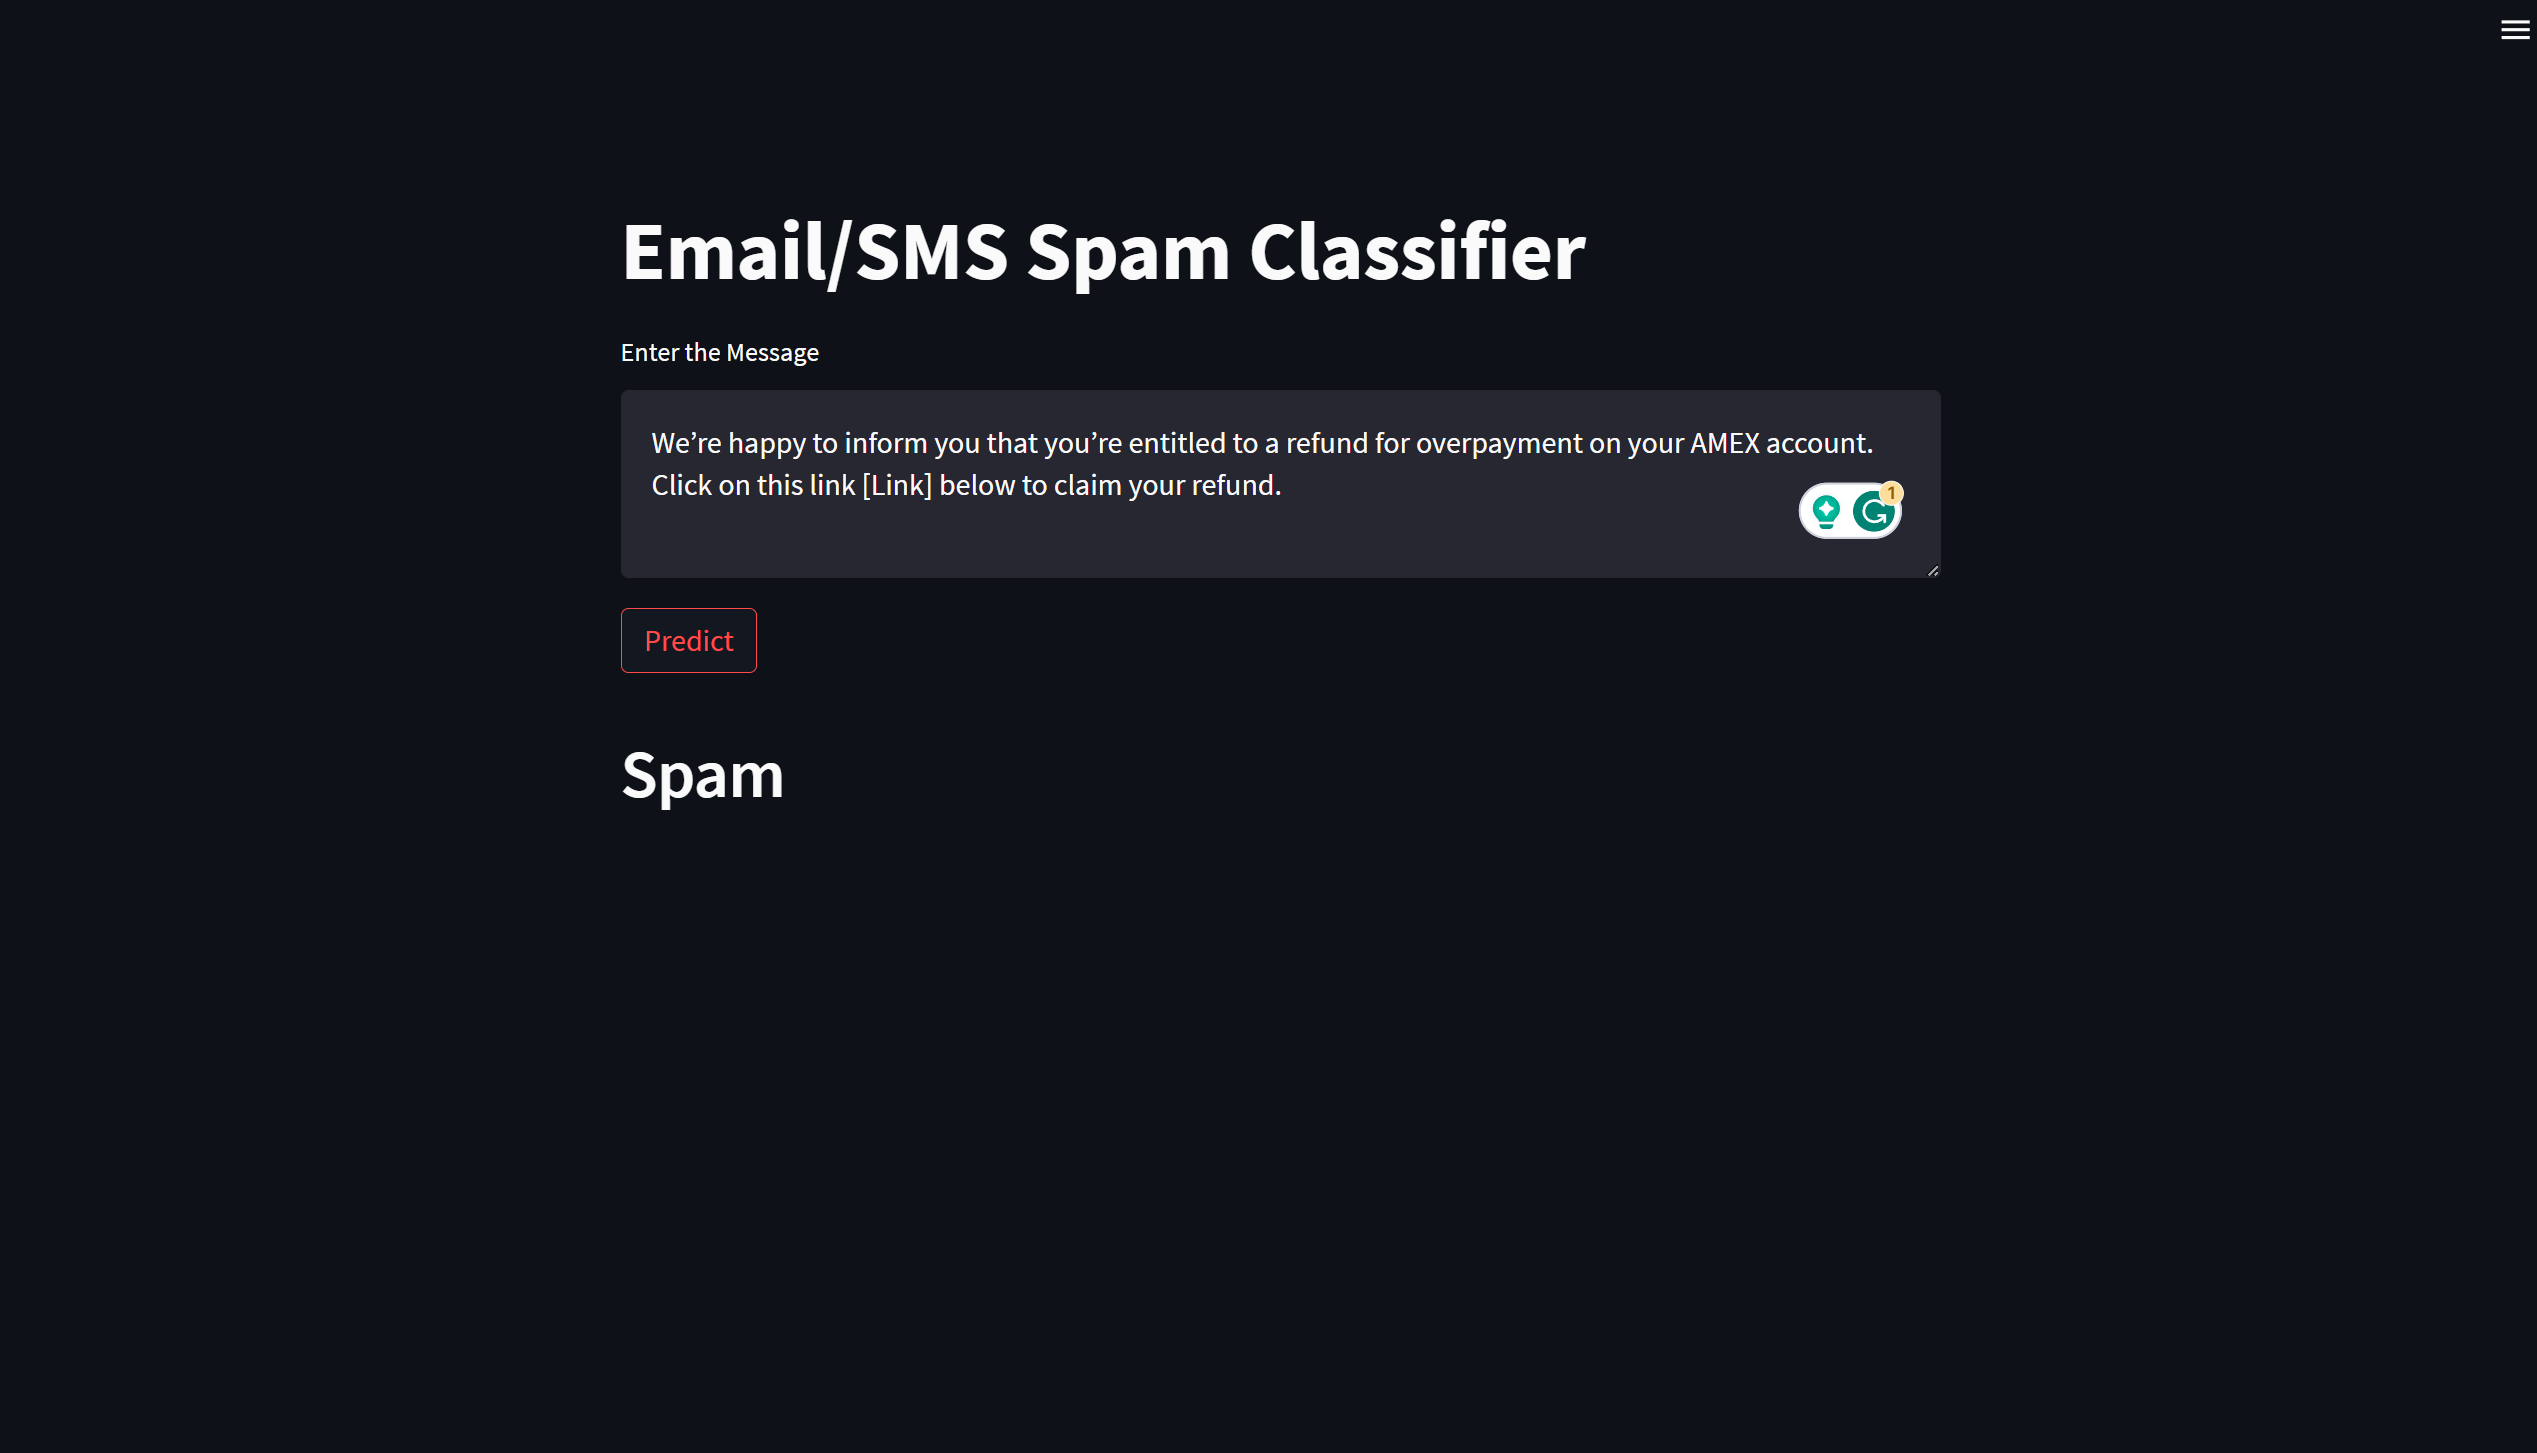 Email/SMS Spam Classifier
Enter the Message
We’re happy to inform you that you’re entitled to a refund for overpayment on your AMEX account.
Click on this link [Link] below to claim your refund.
1
Predict
Spam